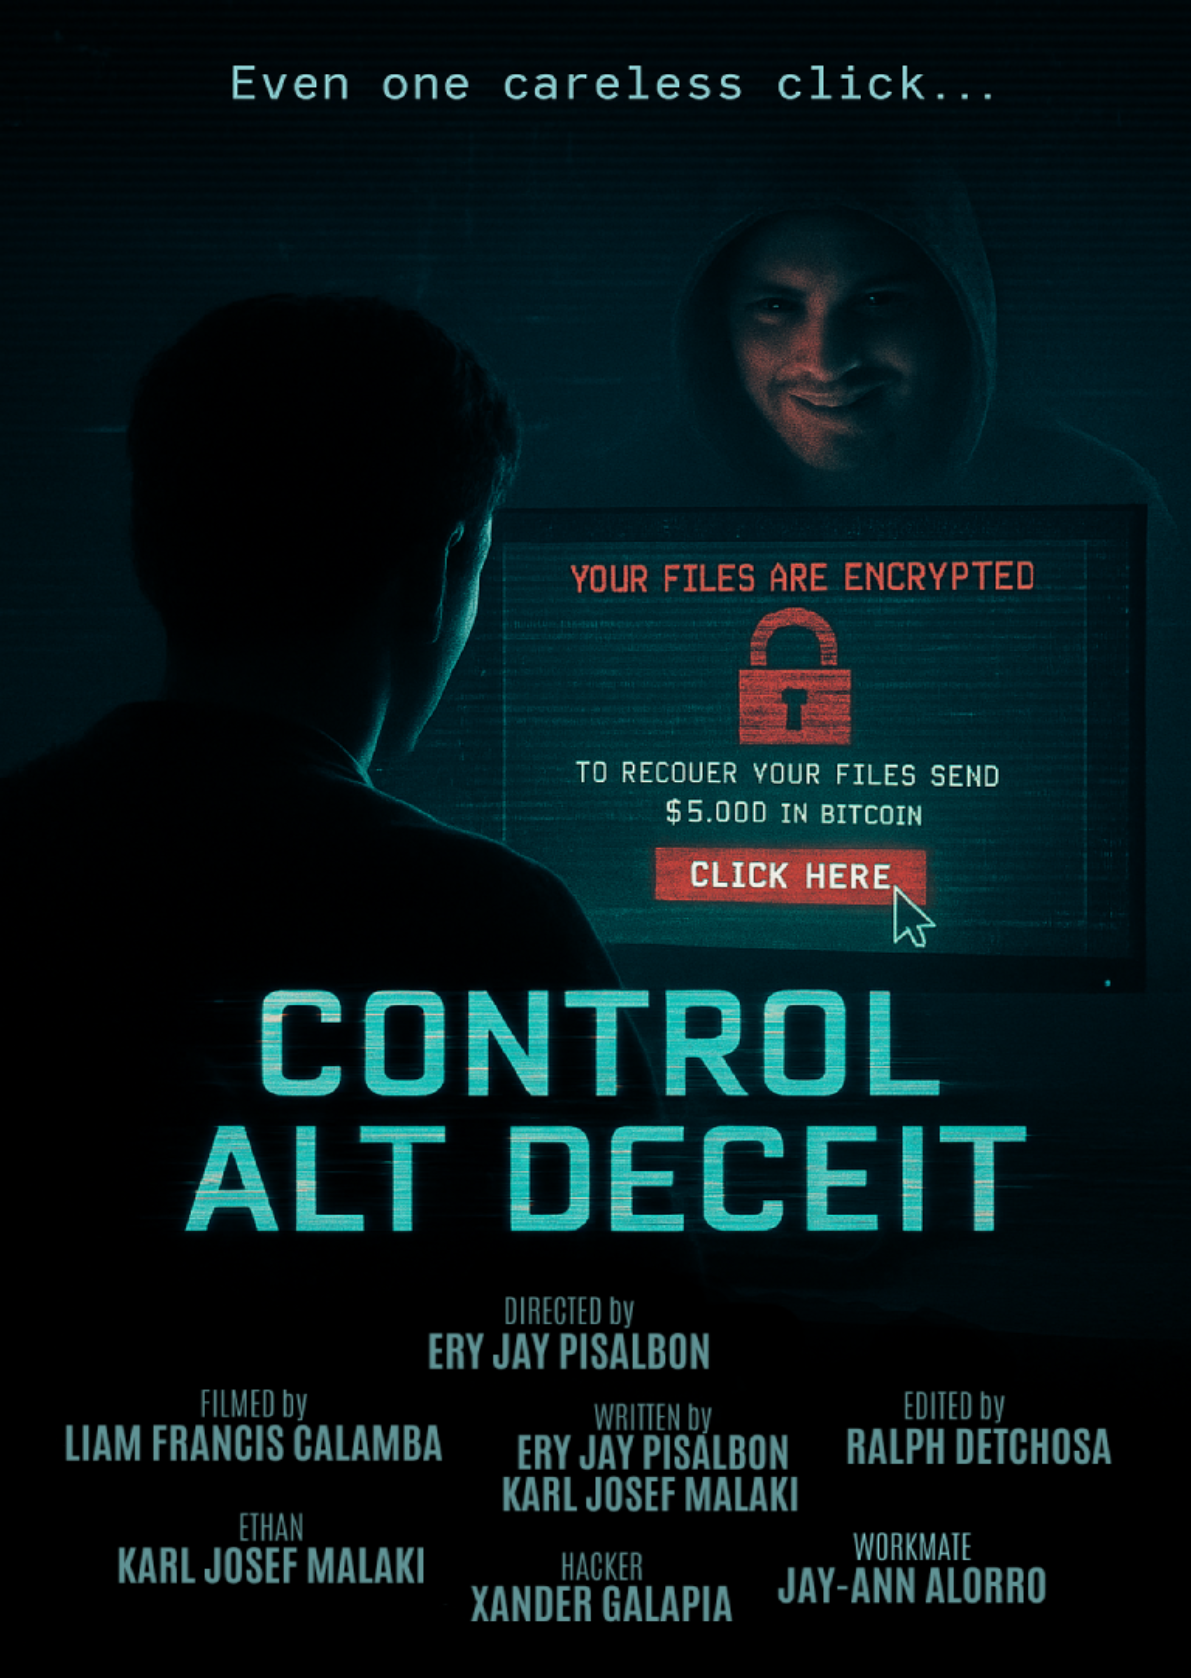 Even one careless click...
YOUR FILES ARE ENCRYPTED
TO RECOUER YOUR FILES SEND
$5.00D IN BITCOIN
CLICK HERE
CONTROL
ALT DECEIT
DIRECTED by
ERY JAY PISALBON
FILMED by
LIAM FRANCIS CALAMBA
WRITTEN by
ERY JAY PISALBON
KARL JOSEF MALAKI
EDITED by
RALPH DETCHOSA
ETHAN
KARL JOSEF MALAKI
HACKER
XANDER GALAPIA
WORKMATE
JAY-ANN ALORRO